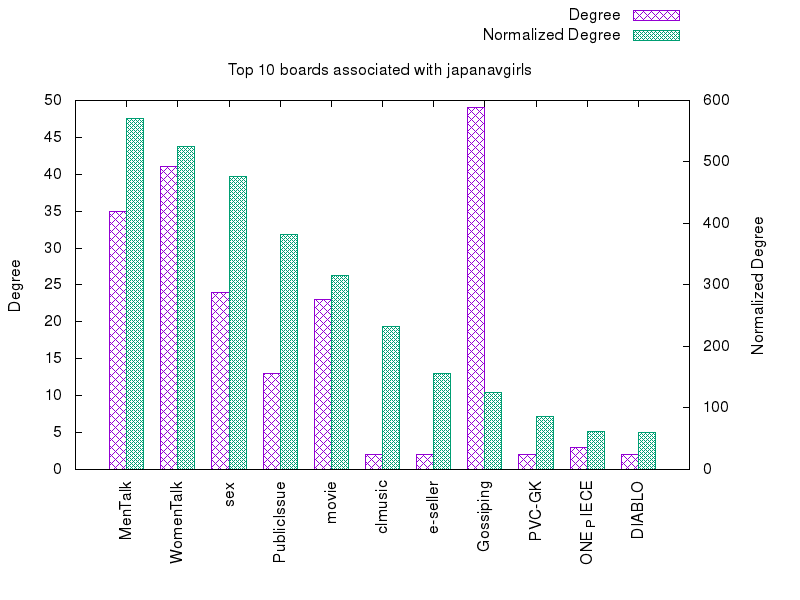 Degree
Normalized Degree
Top 10 boards associated with japanavgirls
50
45
40
35
30
25
20
15
10
5
0
600
500
400
300
200
100
0
Degree
Normalized Degree
MenTalk
WomenTalk
sex
PublicIssue
movie
clmusic
e-seller
Gossiping
PVC-GK
ONE PIECE
DIABLO